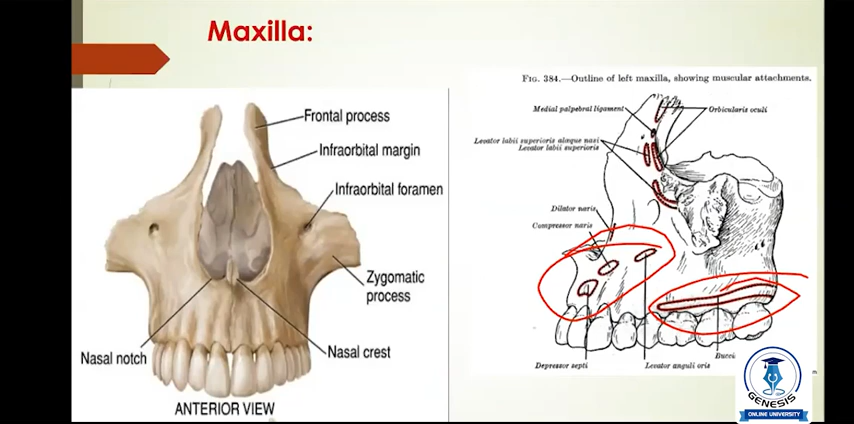 Maxilla:
FIG. 384.—Outline of left maxilla, showing muscular attachments.
Frontal process
Infraorbital margin
Infraorbital foramen
Zygomatic
process
Nasal crest
Nasal notch
ANTERIOR VIEW
Medial palpebral ligament
Orbicularis oculi
Levator labii superioris alaeque nasi
Levator labii superioris
Dilator naris
Compressor naris
Depressor septi
Levator anguli oris
Bucci
GENESIS
ONLINE UNIVERSITY